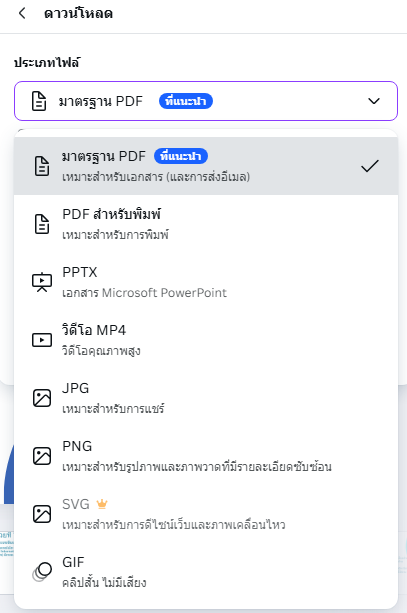 ดาวน์โหลด
ประเภทไฟล์
มาตรฐาน PDF ที่แนะนำ
มาตรฐาน PDF ที่แนะนำ
เหมาะสำหรับเอกสาร (และการส่งอีเมล)
PDF สำหรับพิมพ์
เหมาะสำหรับการพิมพ์
PPTX
เอกสาร Microsoft PowerPoint
วิดีโอ MP4
วิดีโอคุณภาพสูง
JPG
เหมาะสำหรับการแชร์
PNG
เหมาะสำหรับรูปภาพและภาพวาดที่มีรายละเอียดซับซ้อน
SVG
เหมาะสำหรับการดีไซน์เว็บและภาพเคลื่อนไหว
GIF
คลิปสั้น ไม่มีเสียง